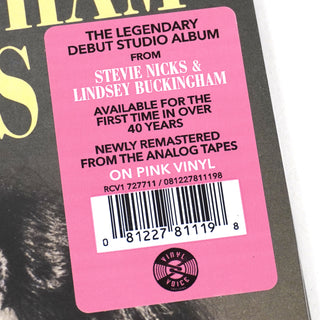 HAM
S
THE LEGENDARY
DEBUT STUDIO ALBUM
FROM
STEVIE NICKS &
LINDSEY BUCKINGHAM
AVAILABLE FOR THE
FIRST TIME IN OVER
40 YEARS
NEWLY REMASTERED
FROM THE ANALOG TAPES
ON PINK VINYL
RCV1 727711 / 081227811198
0 81227 81119 8
VINYL
VOICE